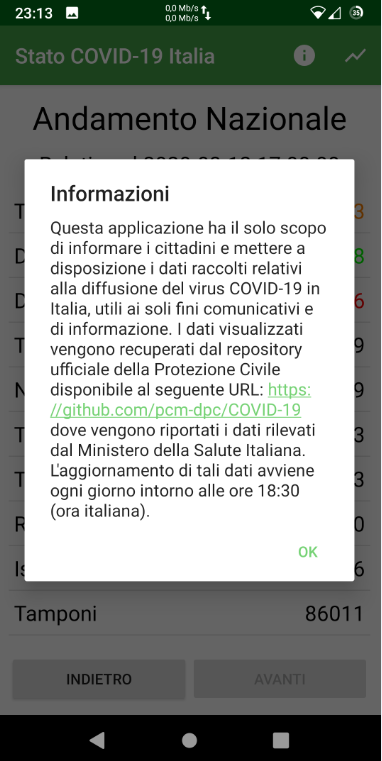 23:13
0,0 Mb/s
0,0 Mb/s
35
Stato COVID-19 Italia
Andamento Nazionale
Informazioni
Questa applicazione ha il solo scopo
di informare i cittadini e mettere a
disposizione i dati raccolti relativi
alla diffusione del virus COVID-19 in
Italia, utili ai soli fini comunicativi e
di informazione. I dati visualizzati
vengono recuperati dal repository
ufficiale della Protezione Civile
disponibile al seguente URL: https:
//github.com/pcm-dpc/COVID-19
dove vengono riportati i dati rilevati
dal Ministero della Salute Italiana.
L'aggiornamento di tali dati avviene
ogni giorno intorno alle ore 18:30
(ora italiana).
OK
Tamponi 86011
INDIETRO AVANTI